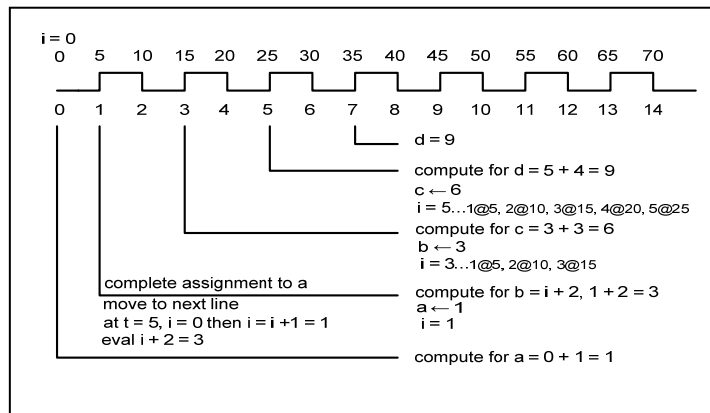 i = 0
0 5 10 15 20 25 30 35 40 45 50 55 60 65 70
0 1 2 3 4 5 6 7 8 9 10 11 12 13 14
d = 9
compute for d = 5 + 4 = 9
c ← 6
i = 5...1@5, 2@10, 3@15, 4@20, 5@25
compute for c = 3 + 3 = 6
b ← 3
i = 3...1@5, 2@10, 3@15
complete assignment to a
move to next line
at t = 5, i = 0 then i = i +1 = 1
eval i + 2 = 3
compute for b = i + 2, 1 + 2 = 3
a ← 1
i = 1
compute for a = 0 + 1 = 1